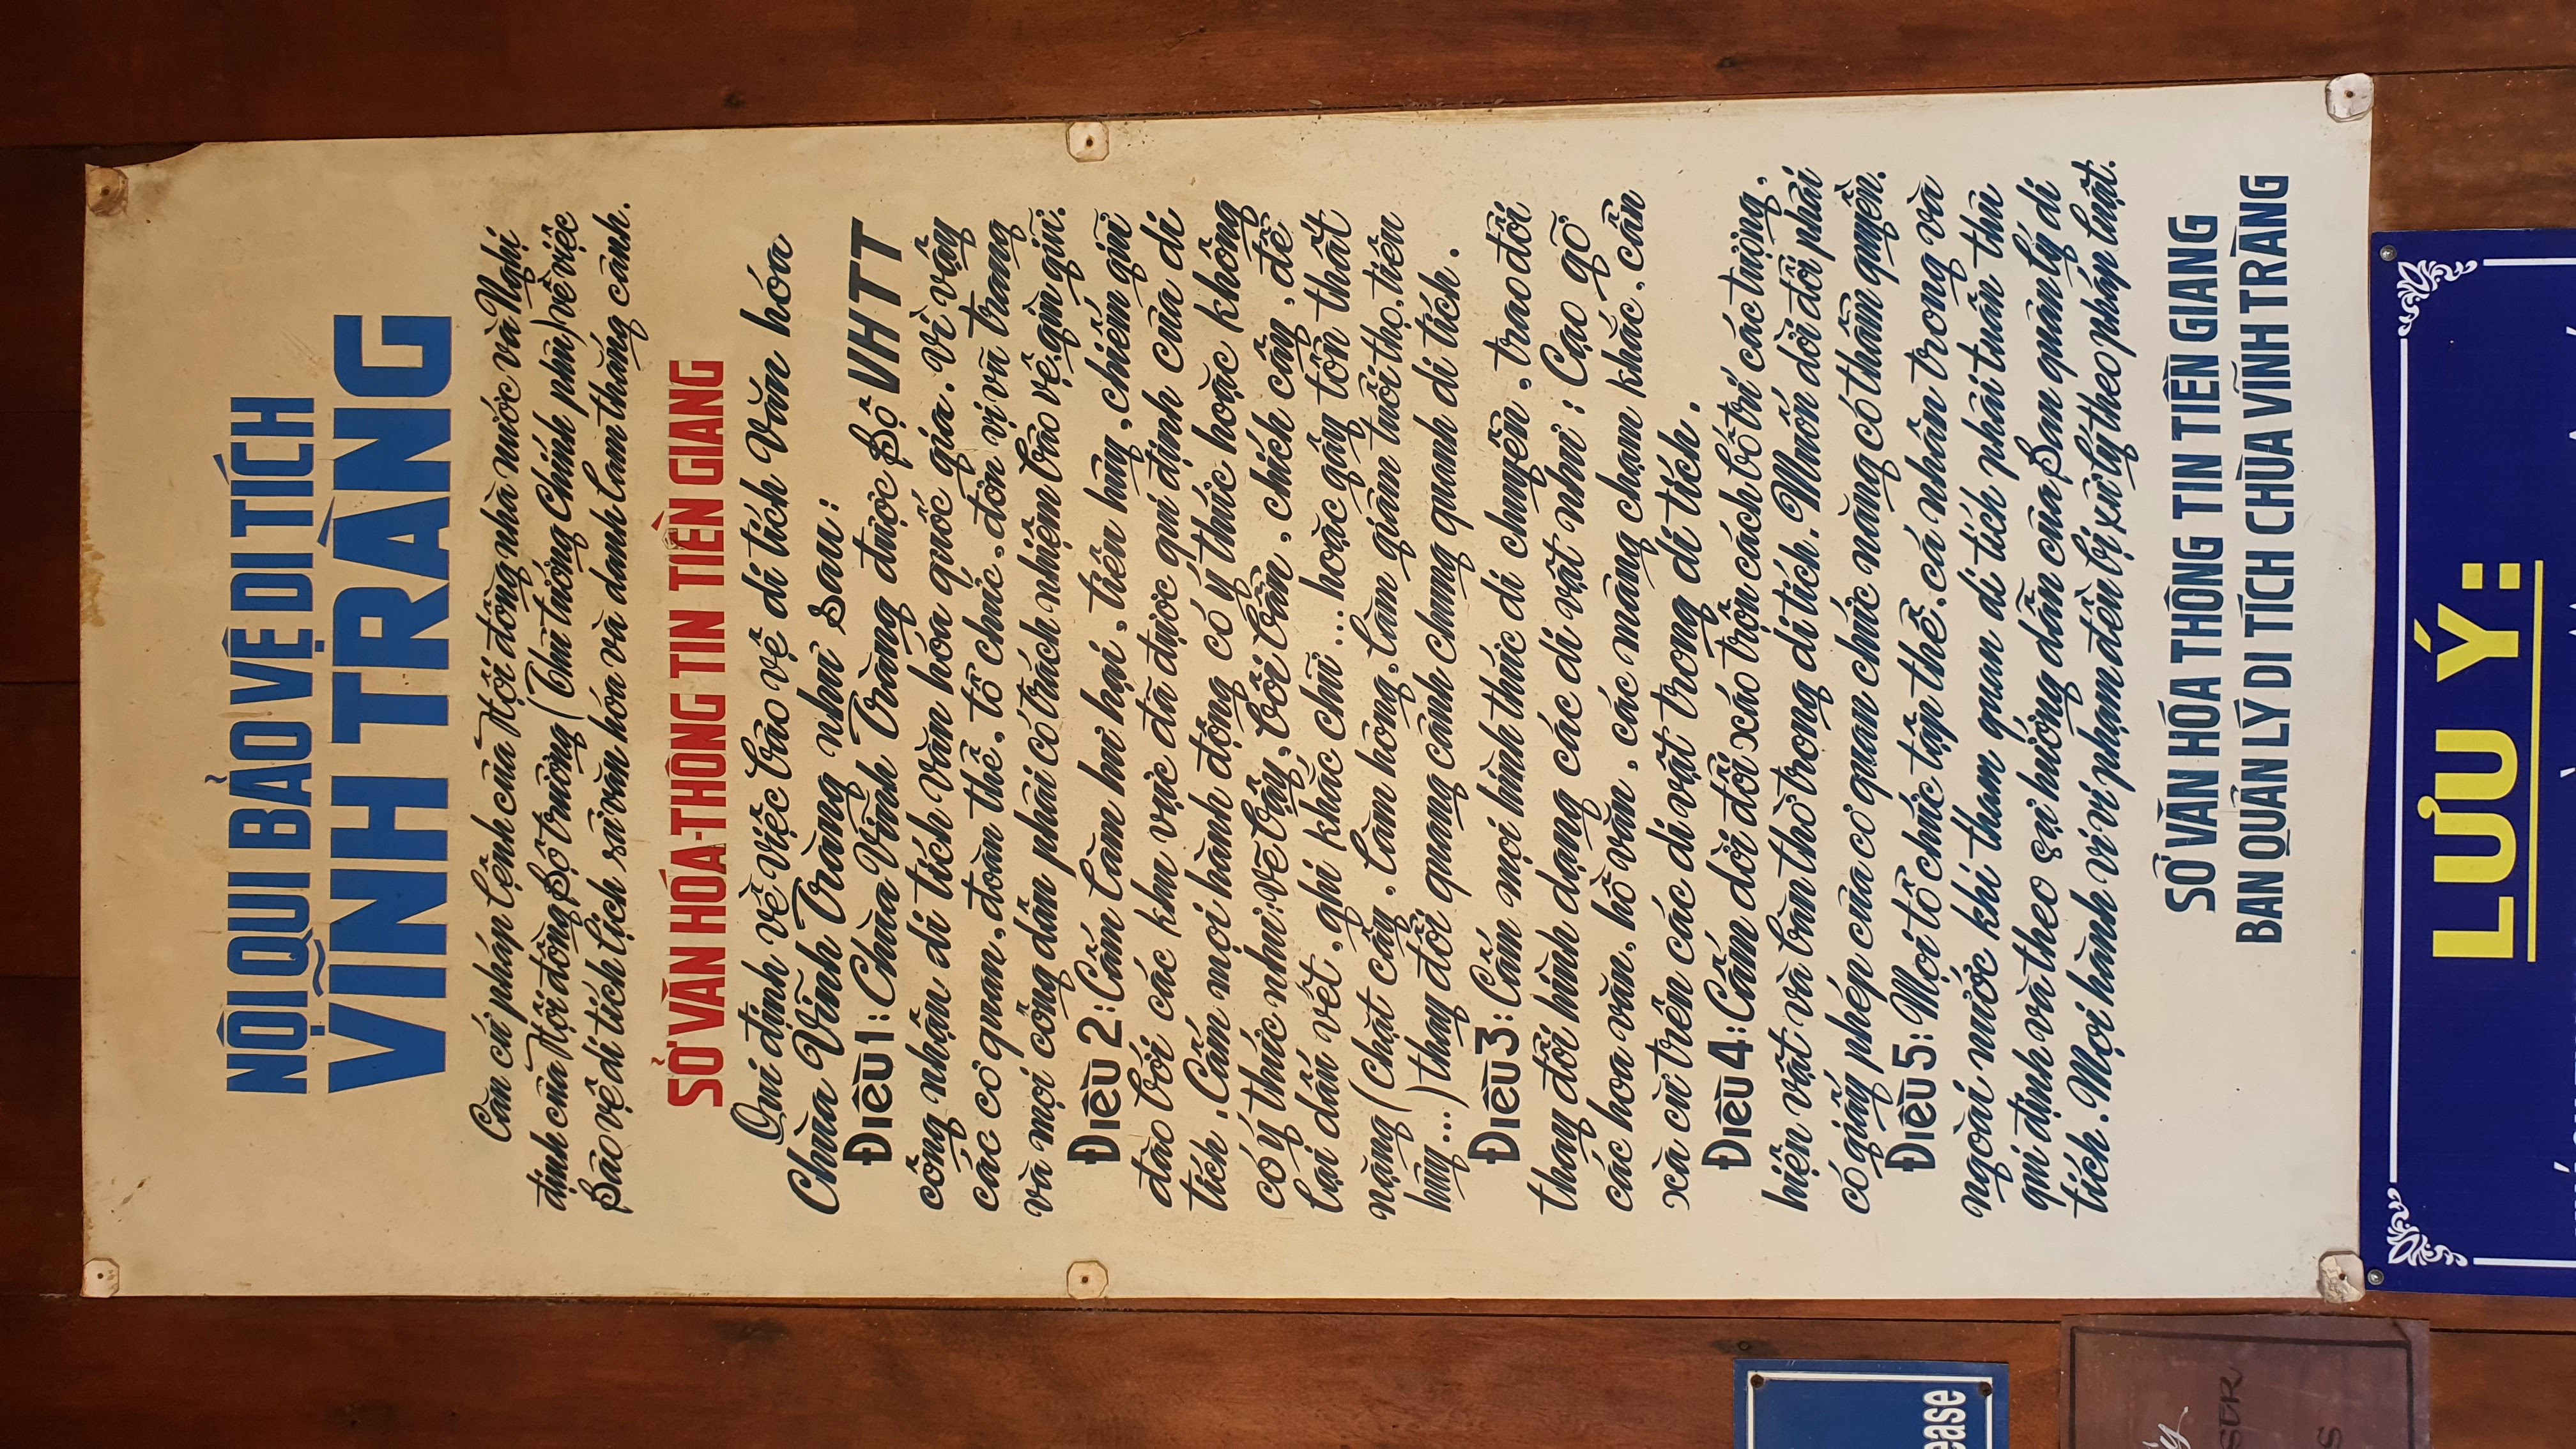 NỘI QUI BẢO VỆ DI TÍCH
VĨNH TRÀNG
Căn cứ pháp lệnh của Hội đồng nhà nước và Nghị
định của Hội đồng Bộ trưởng (Thủ tướng Chính phủ) về việc
Bảo vệ di tích lịch sử văn hóa và danh lam thắng cảnh.
SỞ VĂN HÓA-THÔNG TIN TIỀN GIANG
Qui định về việc bảo vệ di tích Văn hóa
Chùa Vĩnh Tràng như sau:
Điều 1: Chùa Vĩnh Tràng được Bộ VHTT
công nhận di tích văn hóa quốc gia. Vì vậy
các cơ quan, đoàn thể, tổ chức, đơn vị vũ trang
và mọi công dân phải có trách nhiệm bảo vệ, gìn giữ.
Điều 2: Cấm làm hư hại, tiêu hủy, chiếm giữ
đào bới các khu vực đã được qui định của di
tích. Cấm mọi hành động có ý thức hoặc không
có ý thức như: vẽ bậy, bôi bẩn, chích cây, để
lại dấu vết, ghi khắc chữ ... hoặc gây tổn thất
nặng (chặt cây, làm hỏng, làm giảm tuổi thọ, tiêu
hủy...) thay đổi quang cảnh chung quanh di tích.
Điều 3: Cấm mọi hình thức di chuyển, trao đổi
thay đổi hình dạng các di vật như: Cạo gỡ
các hoa văn, hồ văn, các mảng chạm khắc, cẩn
xà cừ trên các di vật trong di tích.
Điều 4: Cấm dời đổi xáo trộn cách bố trí các tượng,
hiện vật và bàn thờ trong di tích. Muốn dời đổi phải
có giấy phép của cơ quan chức năng có thẩm quyền.
Điều 5: Mọi tổ chức tập thể, cá nhân trong và
ngoài nước khi tham quan di tích phải tuân thủ
qui định và theo sự hướng dẫn của Ban quản lý di
tích. Mọi hành vi vi phạm đều bị xử lý theo pháp luật.
SỞ VĂN HÓA THÔNG TIN TIỀN GIANG
BAN QUẢN LÝ DI TÍCH CHÙA VĨNH TRÀNG
LƯU Ý: